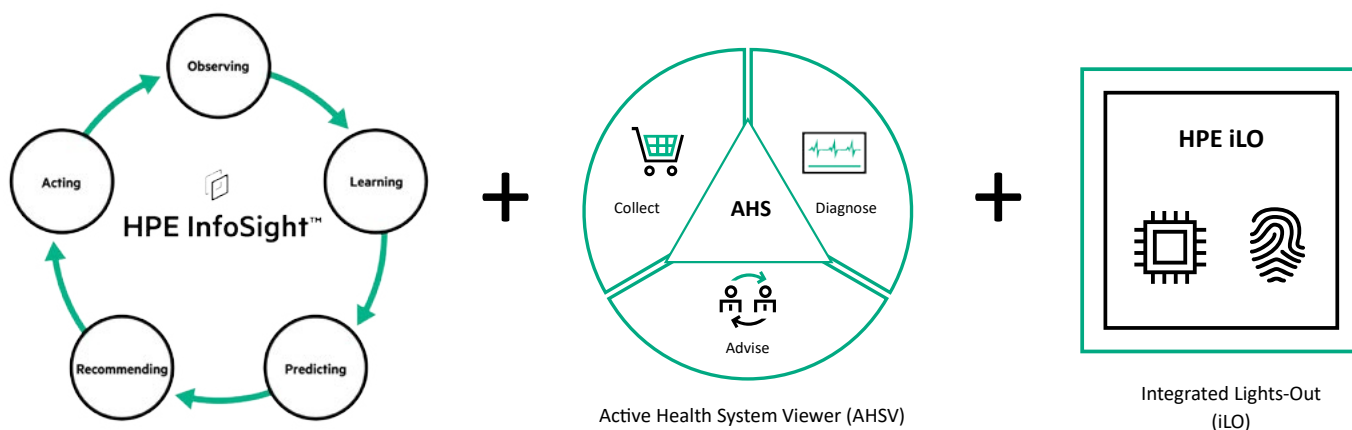 Observing
Learning
Predicting
Recommending
Acting
HPE InfoSight™
+
Collect
AHS
Diagnose
Advise
Active Health System Viewer (AHSV)
+
HPE iLO
Integrated Lights-Out
(iLO)